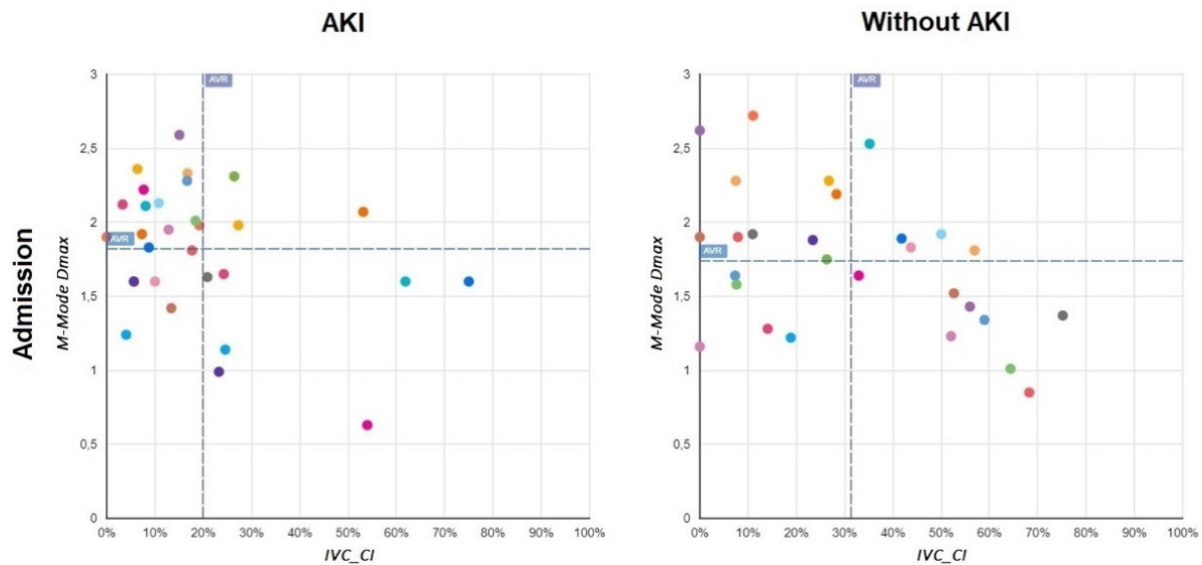 AKI
Without AKI
Admission
M-Mode Dmax
3
2,5
2
1,5
1
0,5
0
AVR
AVR
0% 10% 20% 30% 40% 50% 60% 70% 80% 90% 100%
IVC_CI
M-Mode Dmax
3
2,5
2
1,5
1
0,5
0
AVR
AVR
0% 10% 20% 30% 40% 50% 60% 70% 80% 90% 100%
IVC_CI